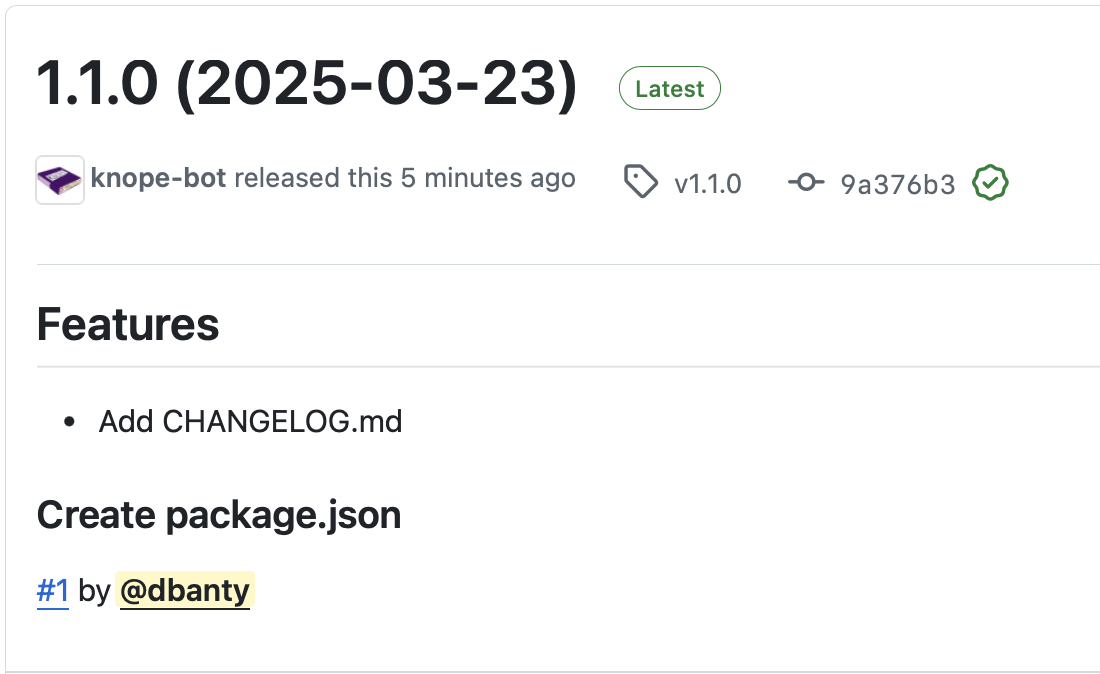 1.1.0 (2025-03-23) Latest
knope-bot released this 5 minutes ago v1.1.0 9a376b3
Features
• Add CHANGELOG.md
Create package.json
#1 by @dbanty